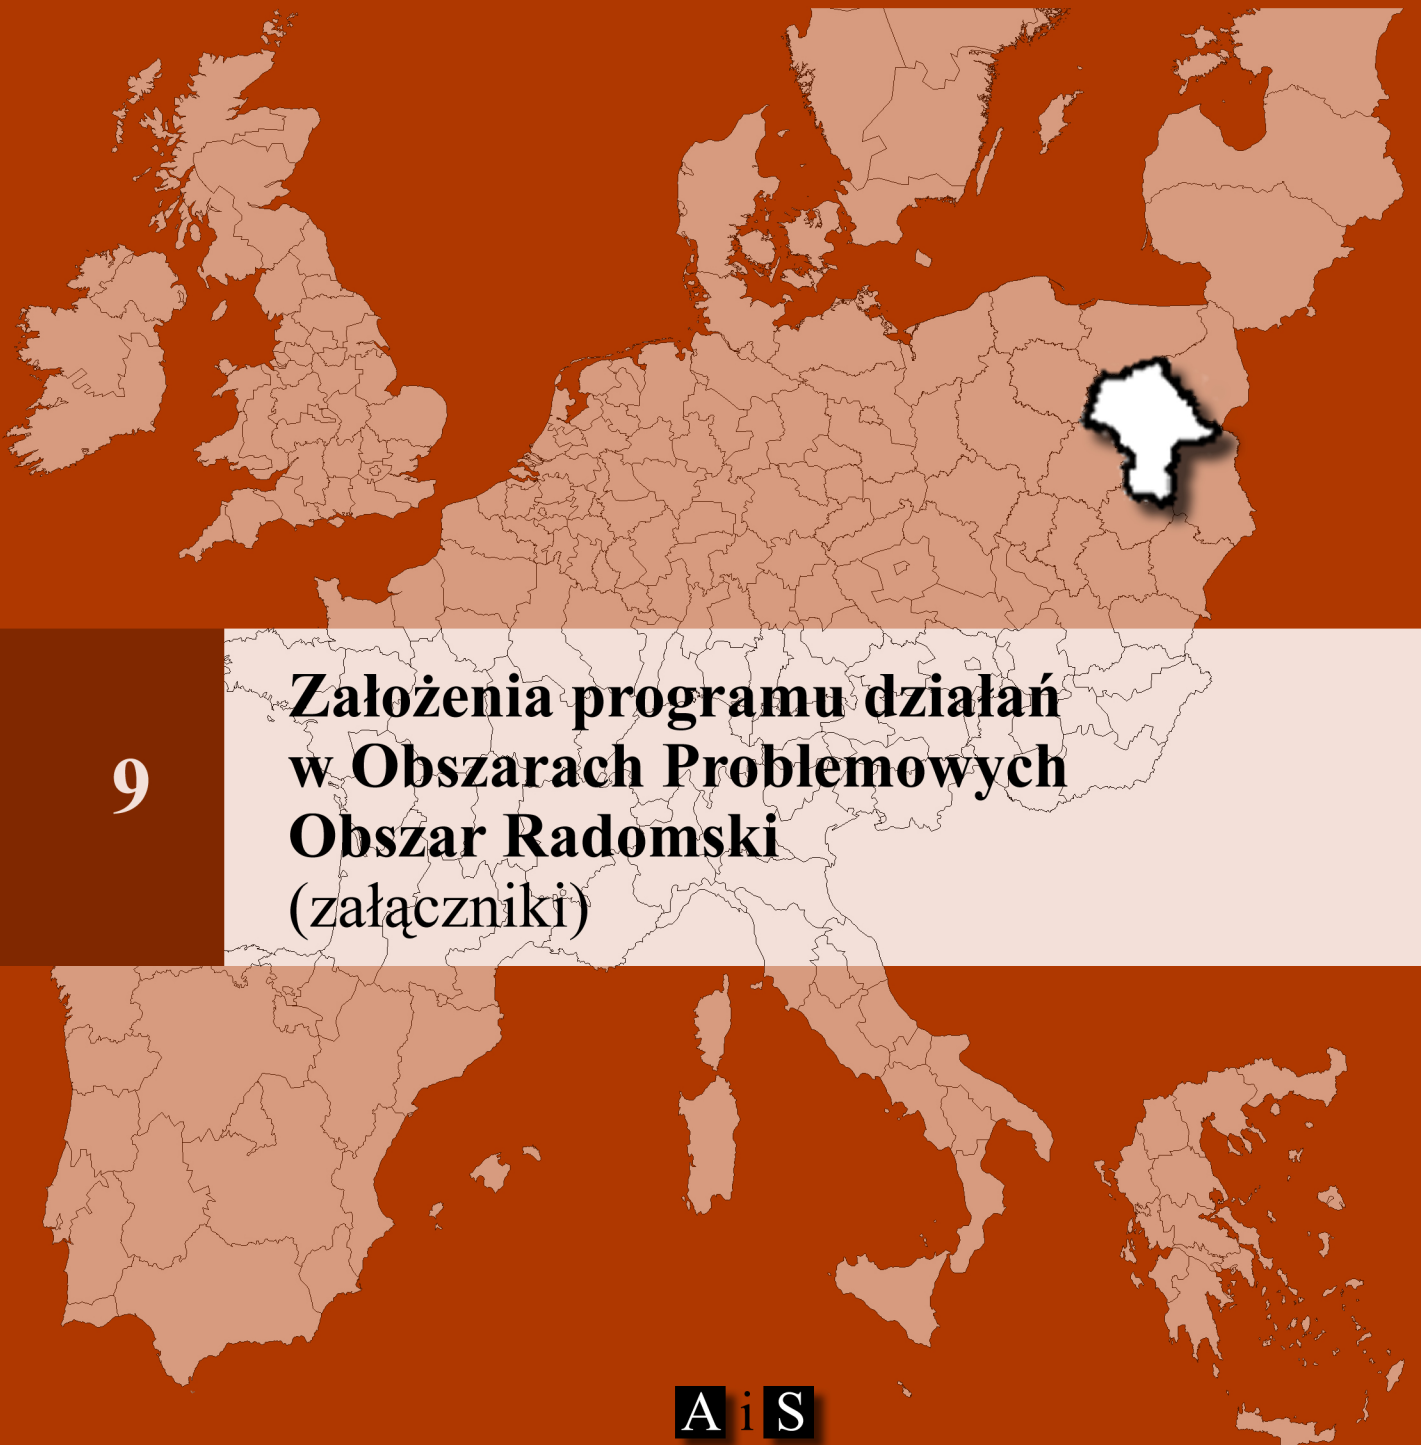 9
Założenia programu działań
w Obszarach Problemowych
Obszar Radomski
(załączniki)
A i S